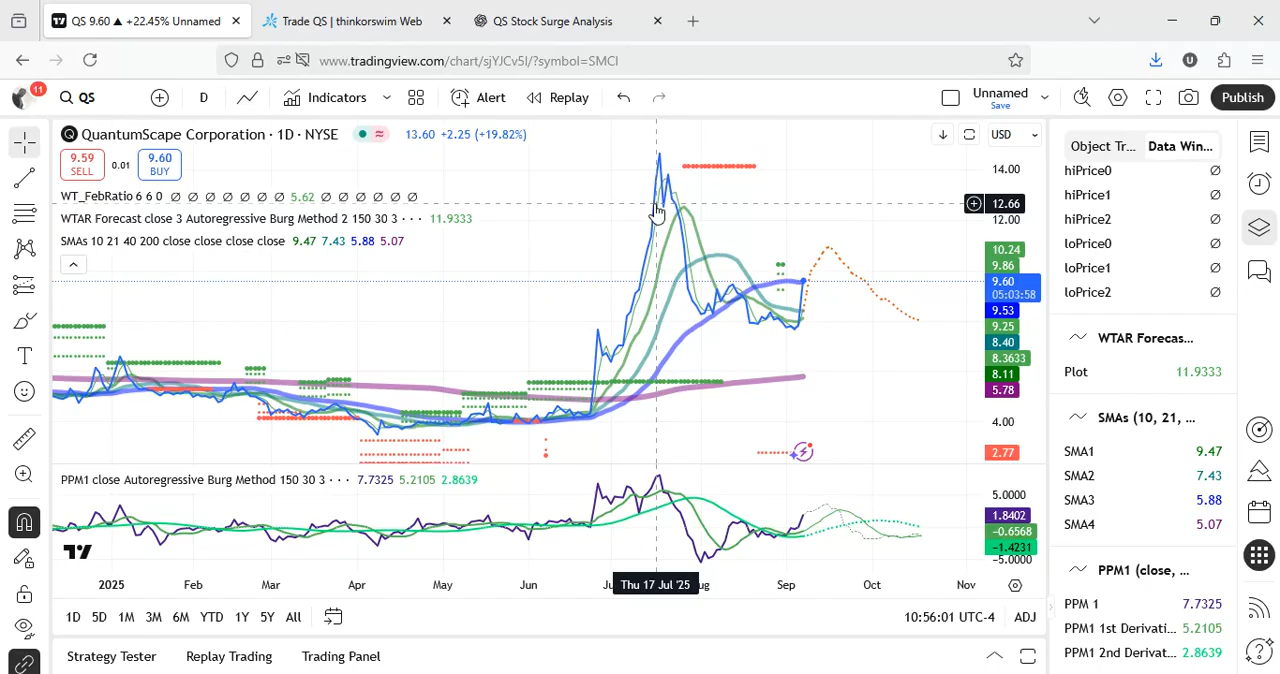 QS 9.60 ▲ +22.45% Unnamed
Trade QS | thinkorswim Web
QS Stock Surge Analysis
www.tradingview.com/chart/sjYJCv5l/?symbol=SMCI
11
QS
D
Indicators
Alert
Replay
Unnamed
Save
Publish
QuantumScape Corporation · 1D · NYSE
13.60 +2.25 (+19.82%)
USD
9.59
SELL
0.01
9.60
BUY
WT_FebRatio 6 6 0 ∅ ∅ ∅ ∅ ∅ ∅ ∅ 5.62 ∅ ∅ ∅ ∅ ∅ ∅
WTAR Forecast close 3 Autoregressive Burg Method 2 150 30 3 · · · 11.9333
SMAs 10 21 40 200 close close close close 9.47 7.43 5.88 5.07
14.00
12.66
12.00
10.24
9.86
9.60
05:03:58
9.53
9.25
8.40
8.3633
8.11
5.78
4.00
2.77
PPM1 close Autoregressive Burg Method 150 30 3 · · · 7.7325 5.2105 2.8639
5.0000
1.8402
−0.6568
−1.4231
−5.0000
2025
Feb
Mar
Apr
May
Jun
Ju
Thu 17 Jul '25
ug
Sep
Oct
Nov
1D
5D
1M
3M
6M
YTD
1Y
5Y
All
10:56:01 UTC-4
ADJ
Strategy Tester
Replay Trading
Trading Panel
Object Tr...
Data Win...
hiPrice0 ∅
hiPrice1 ∅
hiPrice2 ∅
loPrice0 ∅
loPrice1 ∅
loPrice2 ∅
WTAR Forecas...
Plot 11.9333
SMAs (10, 21, ...
SMA1 9.47
SMA2 7.43
SMA3 5.88
SMA4 5.07
PPM1 (close, ...
PPM 1 7.7325
PPM1 1st Derivati... 5.2105
PPM1 2nd Derivat... 2.8639